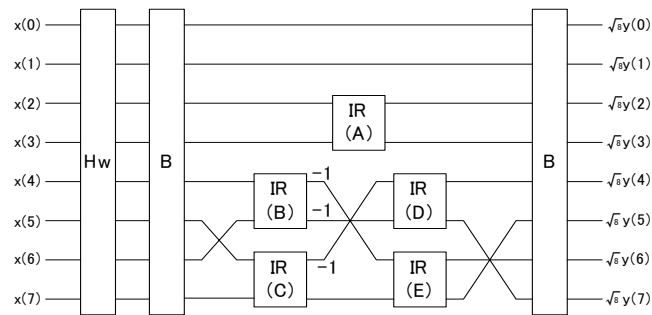 x(0) √8y(0)
x(1) √8y(1)
x(2) √8y(2)
IR
(A)
x(3) √8y(3)
Hw B B
x(4) IR -1 IR √8y(4)
(B) (D)
x(5) -1 √8y(5)
x(6) IR -1 IR √8y(6)
(C) (E)
x(7) √8y(7)